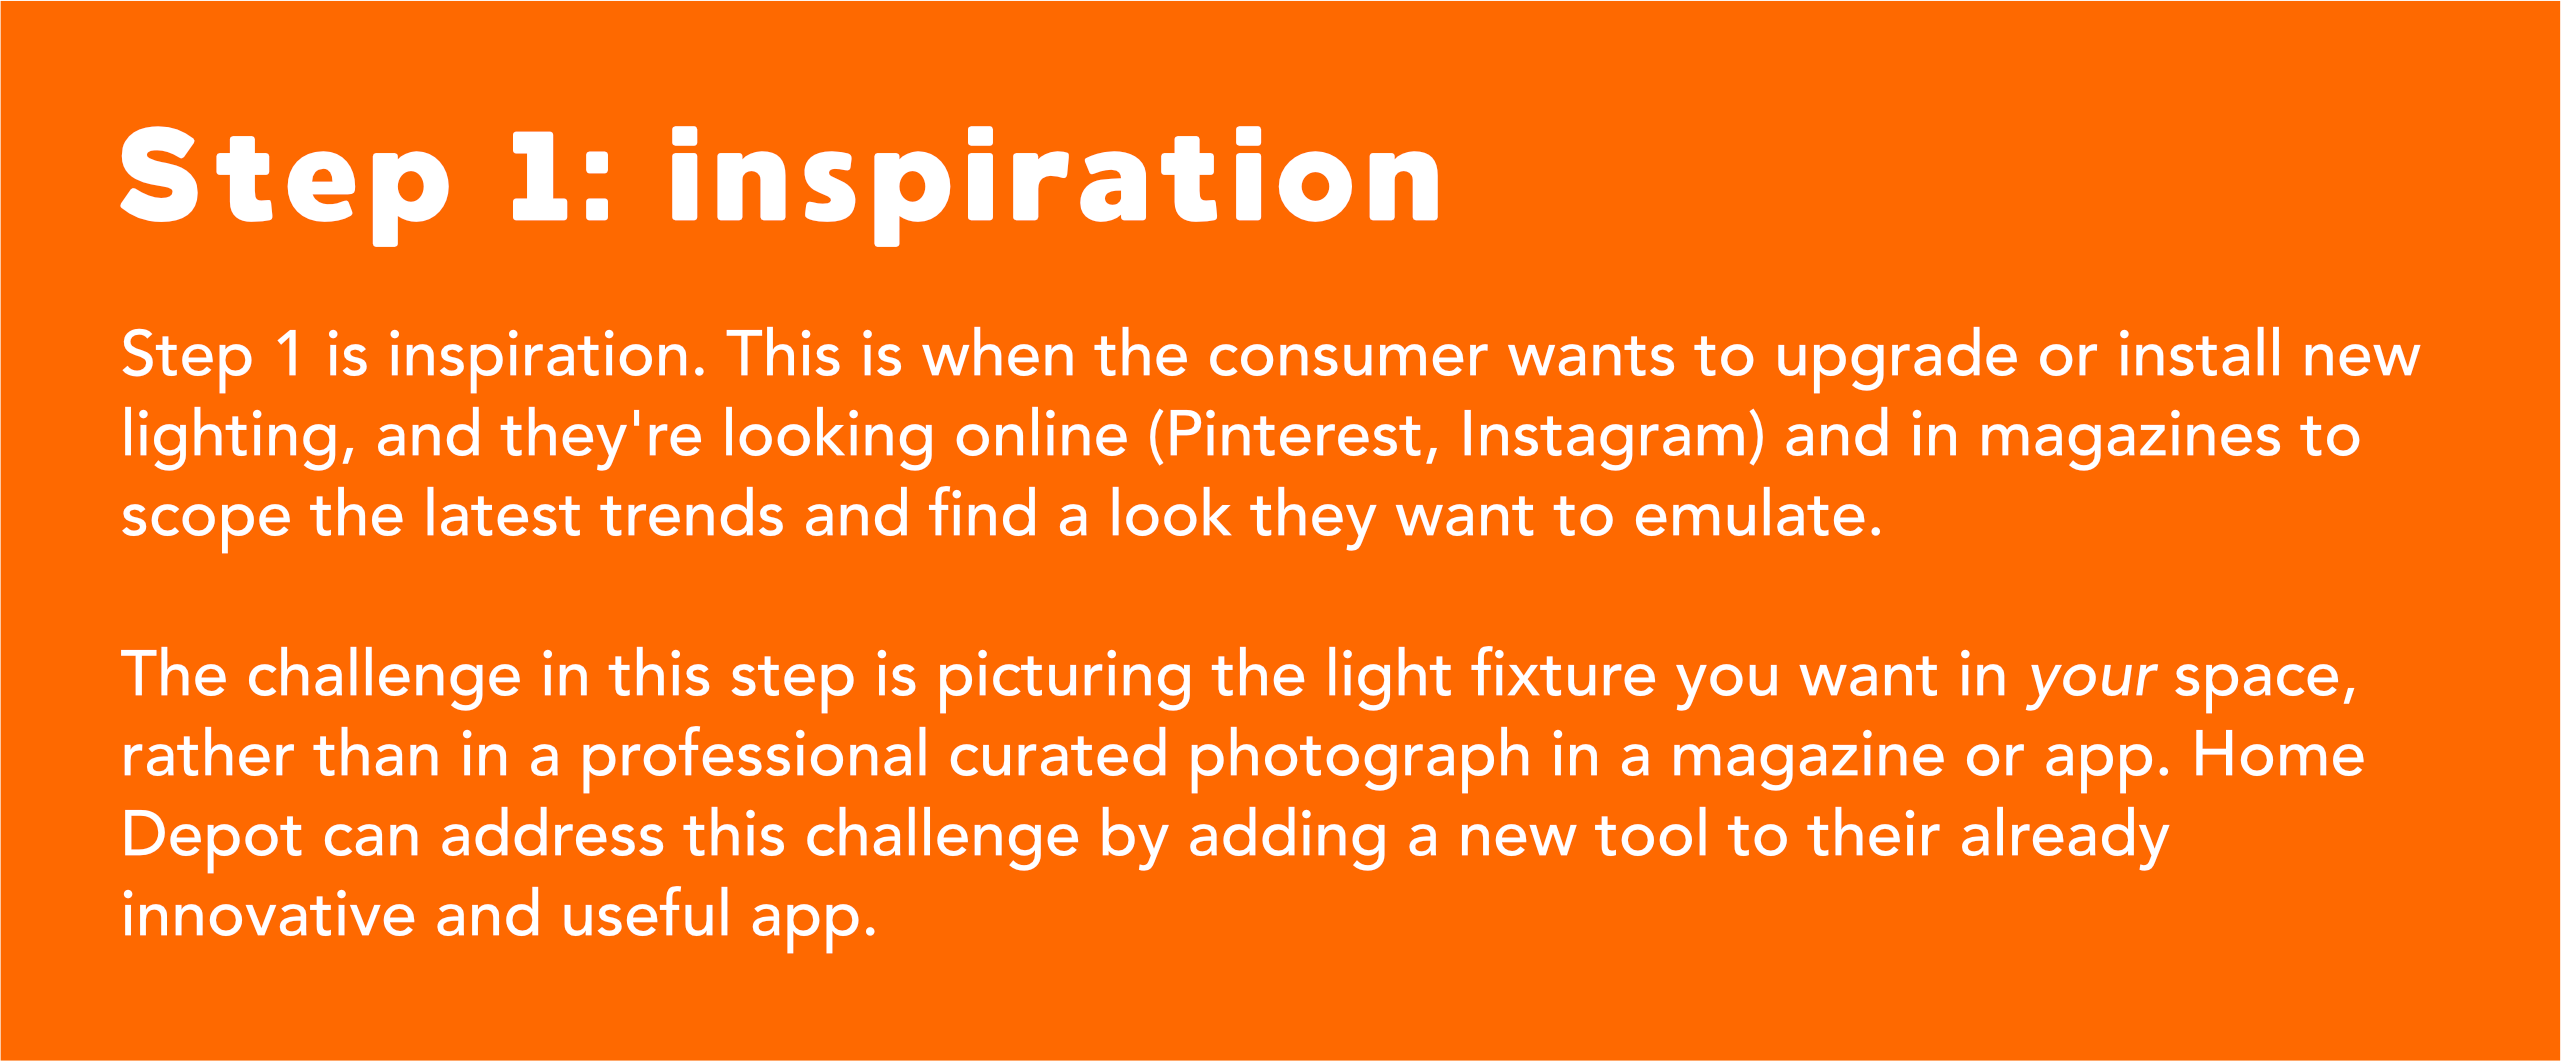 Step 1: inspiration
Step 1 is inspiration. This is when the consumer wants to upgrade or install new
lighting, and they're looking online (Pinterest, Instagram) and in magazines to
scope the latest trends and find a look they want to emulate.
The challenge in this step is picturing the light fixture you want in your space,
rather than in a professional curated photograph in a magazine or app. Home
Depot can address this challenge by adding a new tool to their already
innovative and useful app.